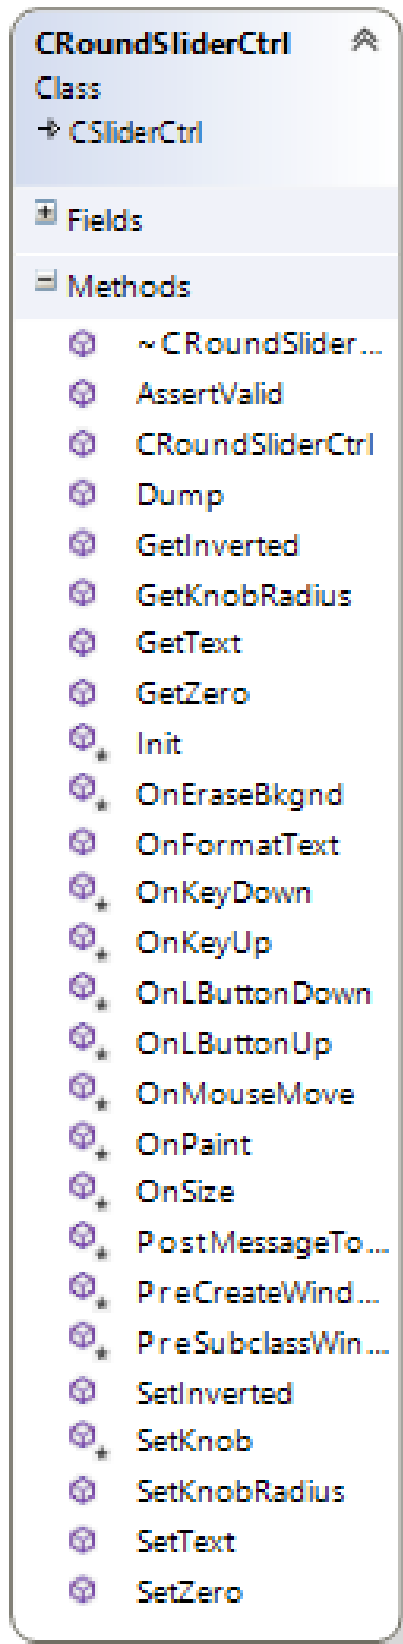 CRoundSliderCtrl
Class
CSliderCtrl
Fields
Methods
~CRoundSlider...
AssertValid
CRoundSliderCtrl
Dump
GetInverted
GetKnobRadius
GetText
GetZero
Init
OnEraseBkgnd
OnFormatText
OnKeyDown
OnKeyUp
OnLButtonDown
OnLButtonUp
OnMouseMove
OnPaint
OnSize
PostMessageTo...
PreCreateWind...
PreSubclassWin...
SetInverted
SetKnob
SetKnobRadius
SetText
SetZero